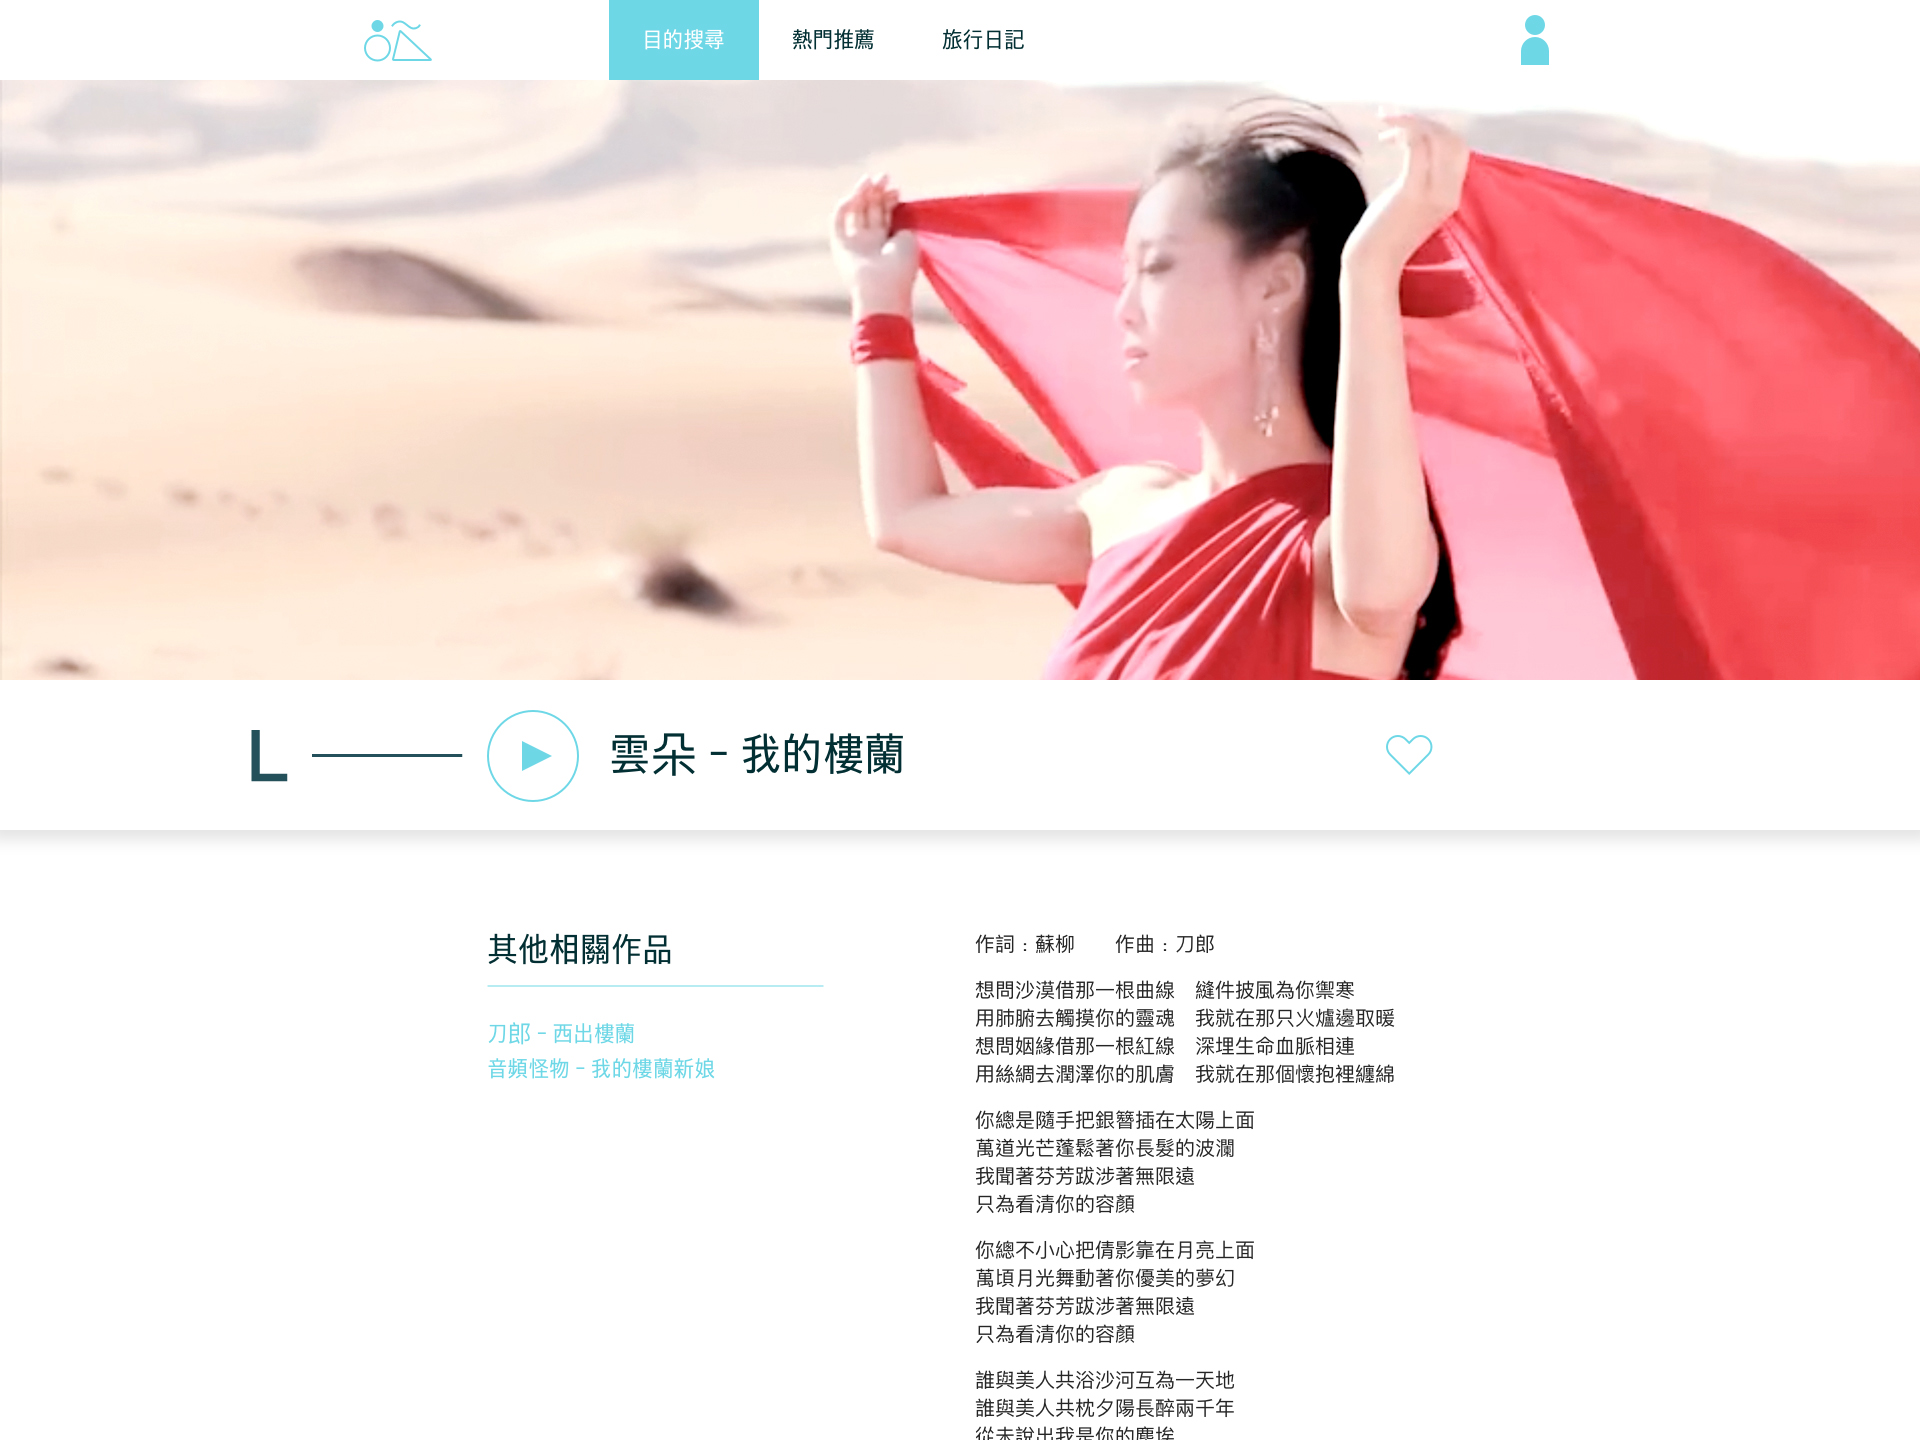 目的搜尋
熱門推薦
旅行日記
L
雲朵 - 我的樓蘭
其他相關作品
刀郎 - 西出樓蘭
音頻怪物 - 我的樓蘭新娘
作詞：蘇柳　　作曲：刀郎
想問沙漠借那一根曲線　縫件披風為你禦寒
用肺腑去觸摸你的靈魂　我就在那只火爐邊取暖
想問姻緣借那一根紅線　深埋生命血脈相連
用絲綢去潤澤你的肌膚　我就在那個懷抱裡纏綿
你總是隨手把銀簪插在太陽上面
萬道光芒蓬鬆著你長髮的波瀾
我聞著芬芳跋涉著無限遠
只為看清你的容顏
你總不小心把倩影靠在月亮上面
萬頃月光舞動著你優美的夢幻
我聞著芬芳跋涉著無限遠
只為看清你的容顏
誰與美人共浴沙河互為一天地
誰與美人共枕夕陽長醉兩千年
從未說出我是你的塵埃